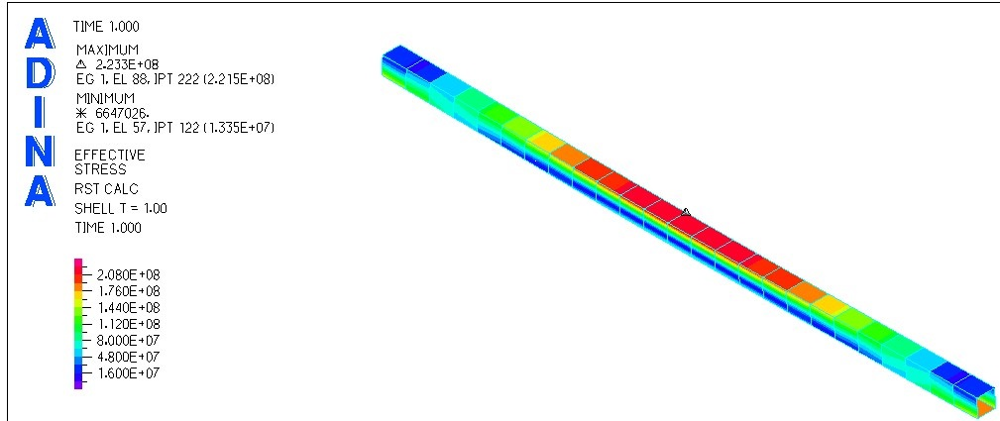 ADINA
TIME 1.000
MAXIMUM
△ 2.233E+08
EG 1, EL 88, IPT 222 (2.215E+08)
MINIMUM
✳ 6647026.
EG 1, EL 57, IPT 122 (1.335E+07)
EFFECTIVE
STRESS
RST CALC
SHELL T = 1.00
TIME 1.000
2.080E+08
1.760E+08
1.440E+08
1.120E+08
8.000E+07
4.800E+07
1.600E+07